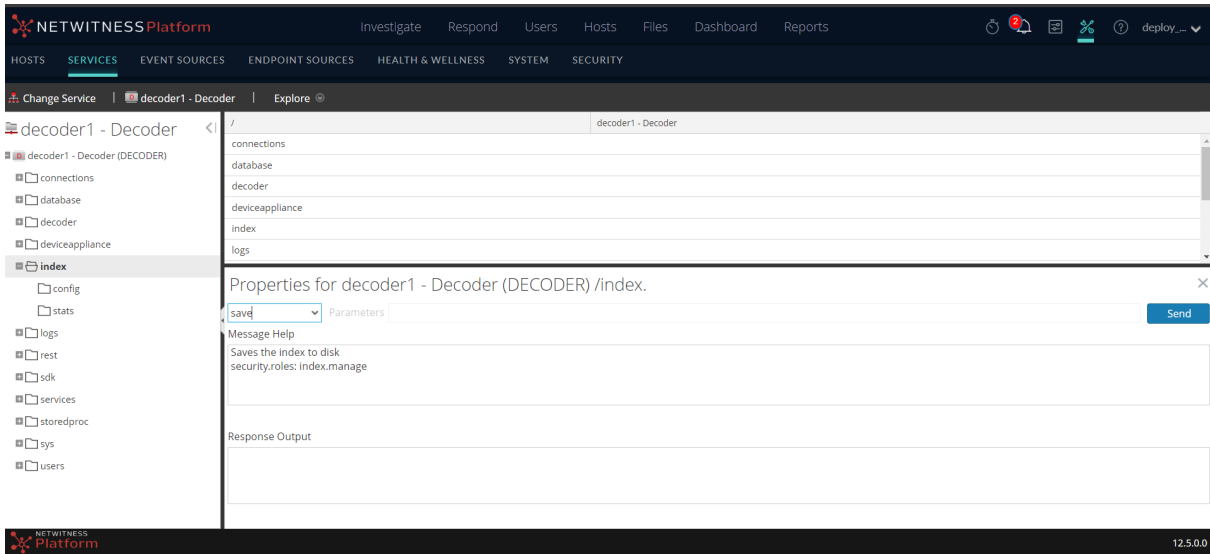 NETWITNESS Platform Investigate Respond Users Hosts Files Dashboard Reports 2 deploy_...
HOSTS SERVICES EVENT SOURCES ENDPOINT SOURCES HEALTH & WELLNESS SYSTEM SECURITY
Change Service | decoder1 - Decoder | Explore
decoder1 - Decoder
decoder1 - Decoder (DECODER)
connections
database
decoder
deviceappliance
index
config
stats
logs
rest
sdk
services
storedproc
sys
users
/ decoder1 - Decoder
connections
database
decoder
deviceappliance
index
logs
Properties for decoder1 - Decoder (DECODER) /index.
save Parameters Send
Message Help
Saves the index to disk
security.roles: index.manage
Response Output
NETWITNESS
Platform
12.5.0.0